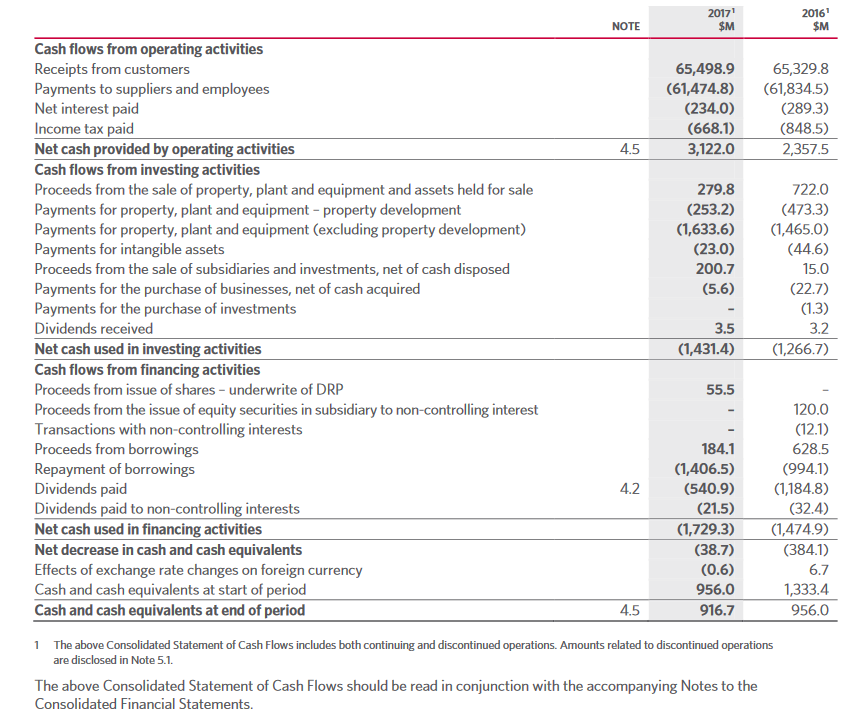 2017¹ 2016¹
NOTE $M $M
Cash flows from operating activities
Receipts from customers 65,498.9 65,329.8
Payments to suppliers and employees (61,474.8) (61,834.5)
Net interest paid (234.0) (289.3)
Income tax paid (668.1) (848.5)
Net cash provided by operating activities 4.5 3,122.0 2,357.5
Cash flows from investing activities
Proceeds from the sale of property, plant and equipment and assets held for sale 279.8 722.0
Payments for property, plant and equipment – property development (253.2) (473.3)
Payments for property, plant and equipment (excluding property development) (1,633.6) (1,465.0)
Payments for intangible assets (23.0) (44.6)
Proceeds from the sale of subsidiaries and investments, net of cash disposed 200.7 15.0
Payments for the purchase of businesses, net of cash acquired (5.6) (22.7)
Payments for the purchase of investments – (1.3)
Dividends received 3.5 3.2
Net cash used in investing activities (1,431.4) (1,266.7)
Cash flows from financing activities
Proceeds from issue of shares – underwrite of DRP 55.5 –
Proceeds from the issue of equity securities in subsidiary to non-controlling interest – 120.0
Transactions with non-controlling interests – (12.1)
Proceeds from borrowings 184.1 628.5
Repayment of borrowings (1,406.5) (994.1)
Dividends paid 4.2 (540.9) (1,184.8)
Dividends paid to non-controlling interests (21.5) (32.4)
Net cash used in financing activities (1,729.3) (1,474.9)
Net decrease in cash and cash equivalents (38.7) (384.1)
Effects of exchange rate changes on foreign currency (0.6) 6.7
Cash and cash equivalents at start of period 956.0 1,333.4
Cash and cash equivalents at end of period 4.5 916.7 956.0
1 The above Consolidated Statement of Cash Flows includes both continuing and discontinued operations. Amounts related to discontinued operations
are disclosed in Note 5.1.
The above Consolidated Statement of Cash Flows should be read in conjunction with the accompanying Notes to the
Consolidated Financial Statements.